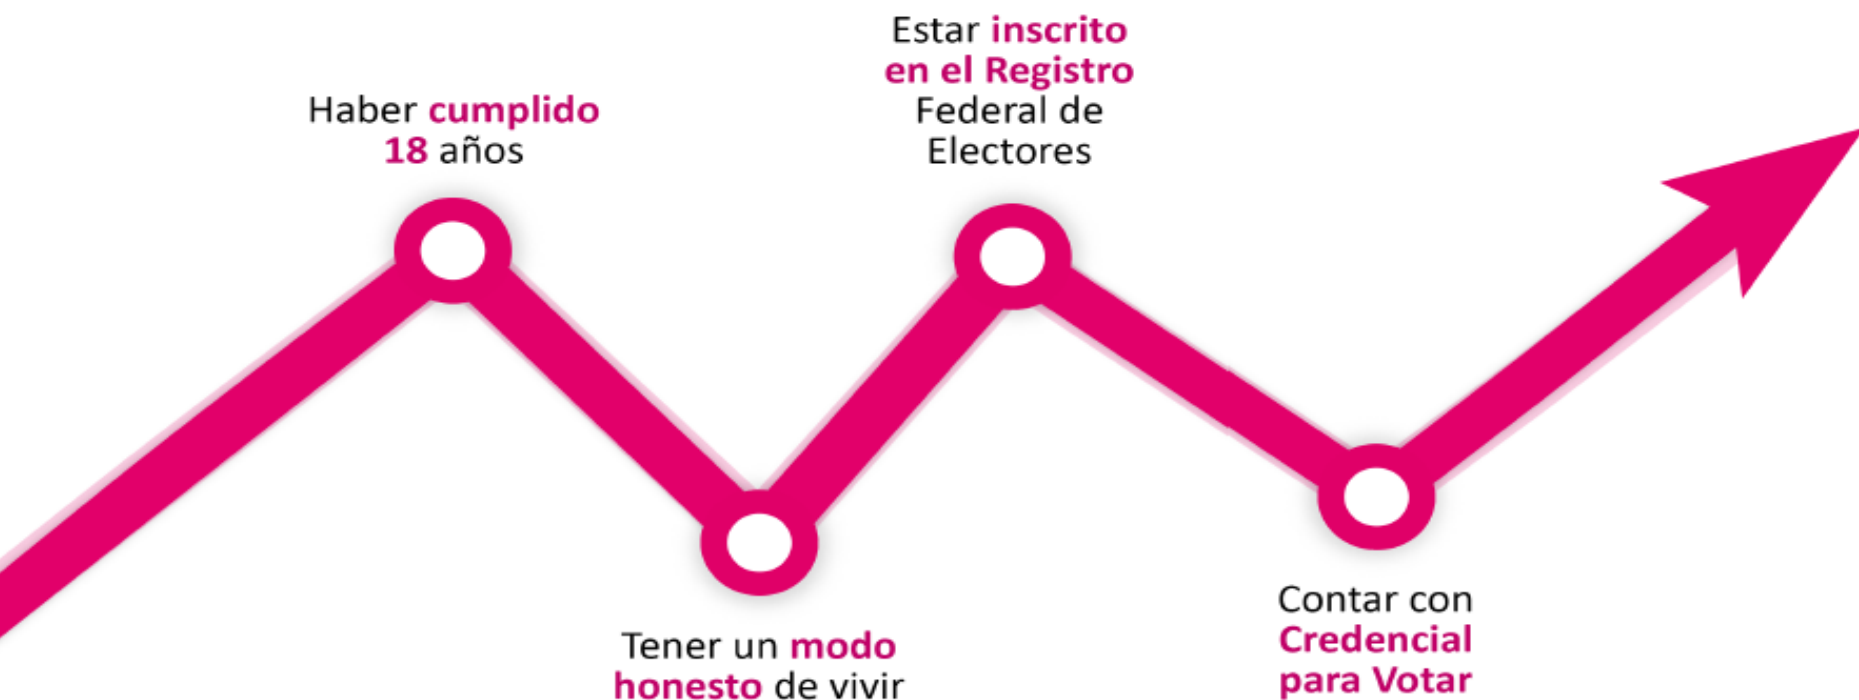 Haber cumplido
18 años
Tener un modo
honesto de vivir
Estar inscrito
en el Registro
Federal de
Electores
Contar con
Credencial
para Votar